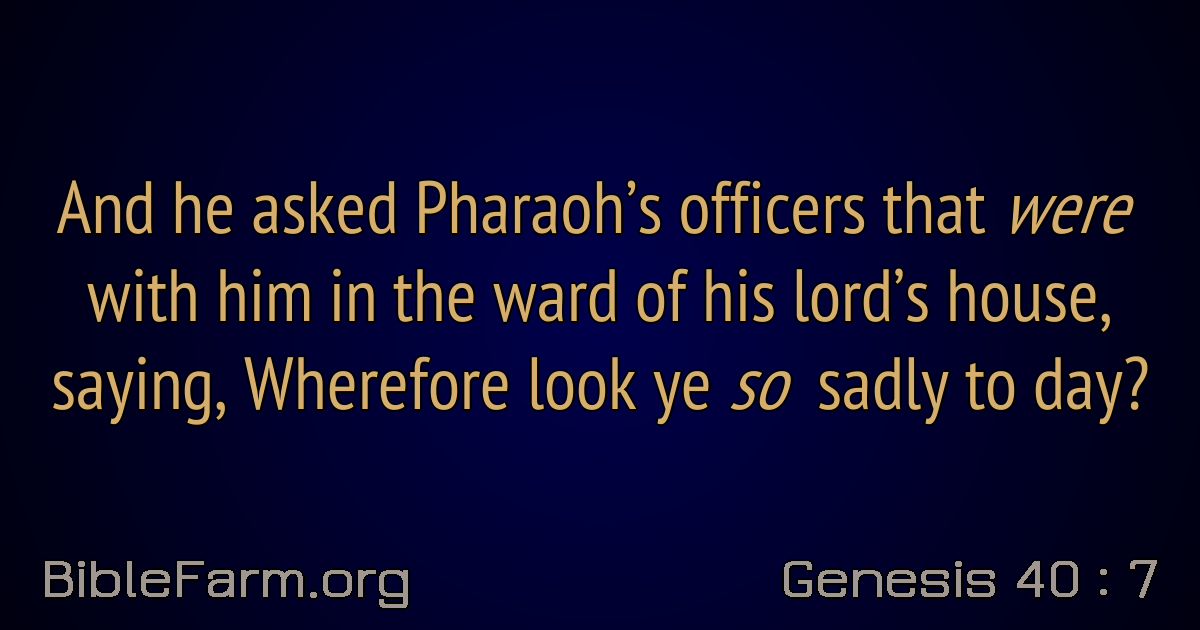 And he asked Pharaoh’s officers that were
with him in the ward of his lord’s house,
saying, Wherefore look ye so sadly to day?
BibleFarm.org
Genesis 40 : 7